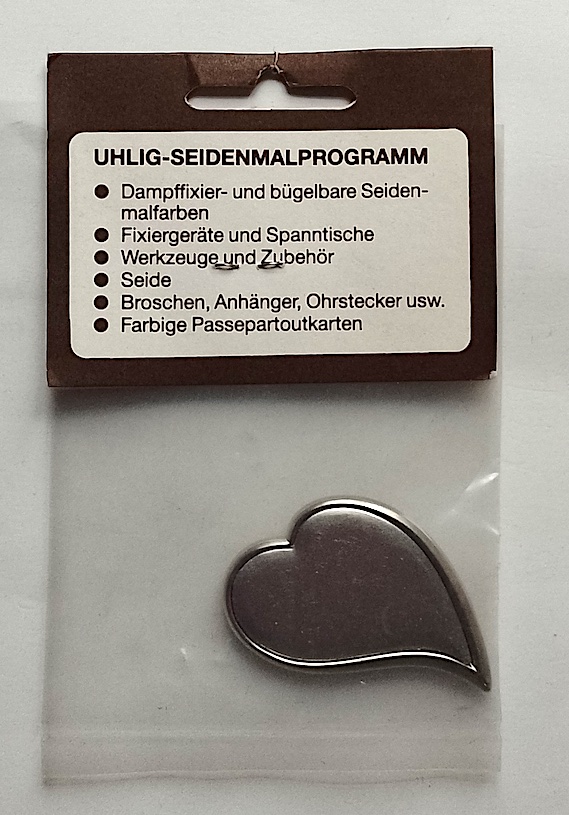 UHLIG-SEIDENMALPROGRAMM
● Dampffixier- und bügelbare Seiden-
malfarben
● Fixiergeräte und Spanntische
● Werkzeuge und Zubehör
● Seide
● Broschen, Anhänger, Ohrstecker usw.
● Farbige Passepartoutkarten